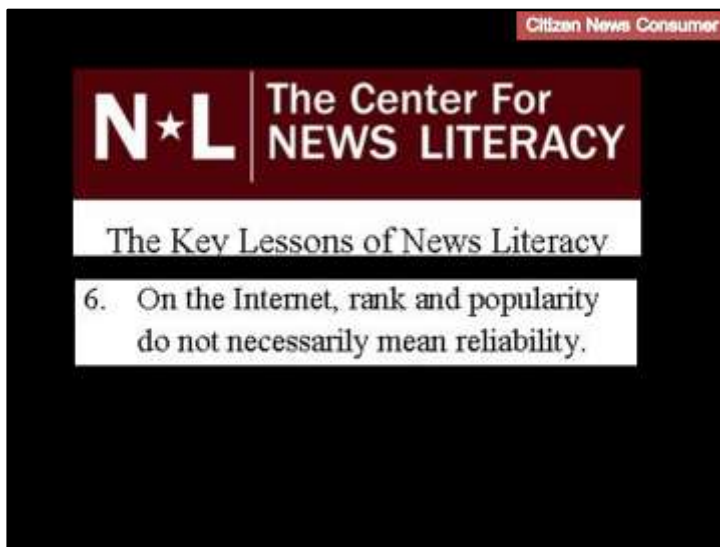 Citizen News Consumer
N★L
The Center For
NEWS LITERACY
The Key Lessons of News Literacy
6. On the Internet, rank and popularity
do not necessarily mean reliability.